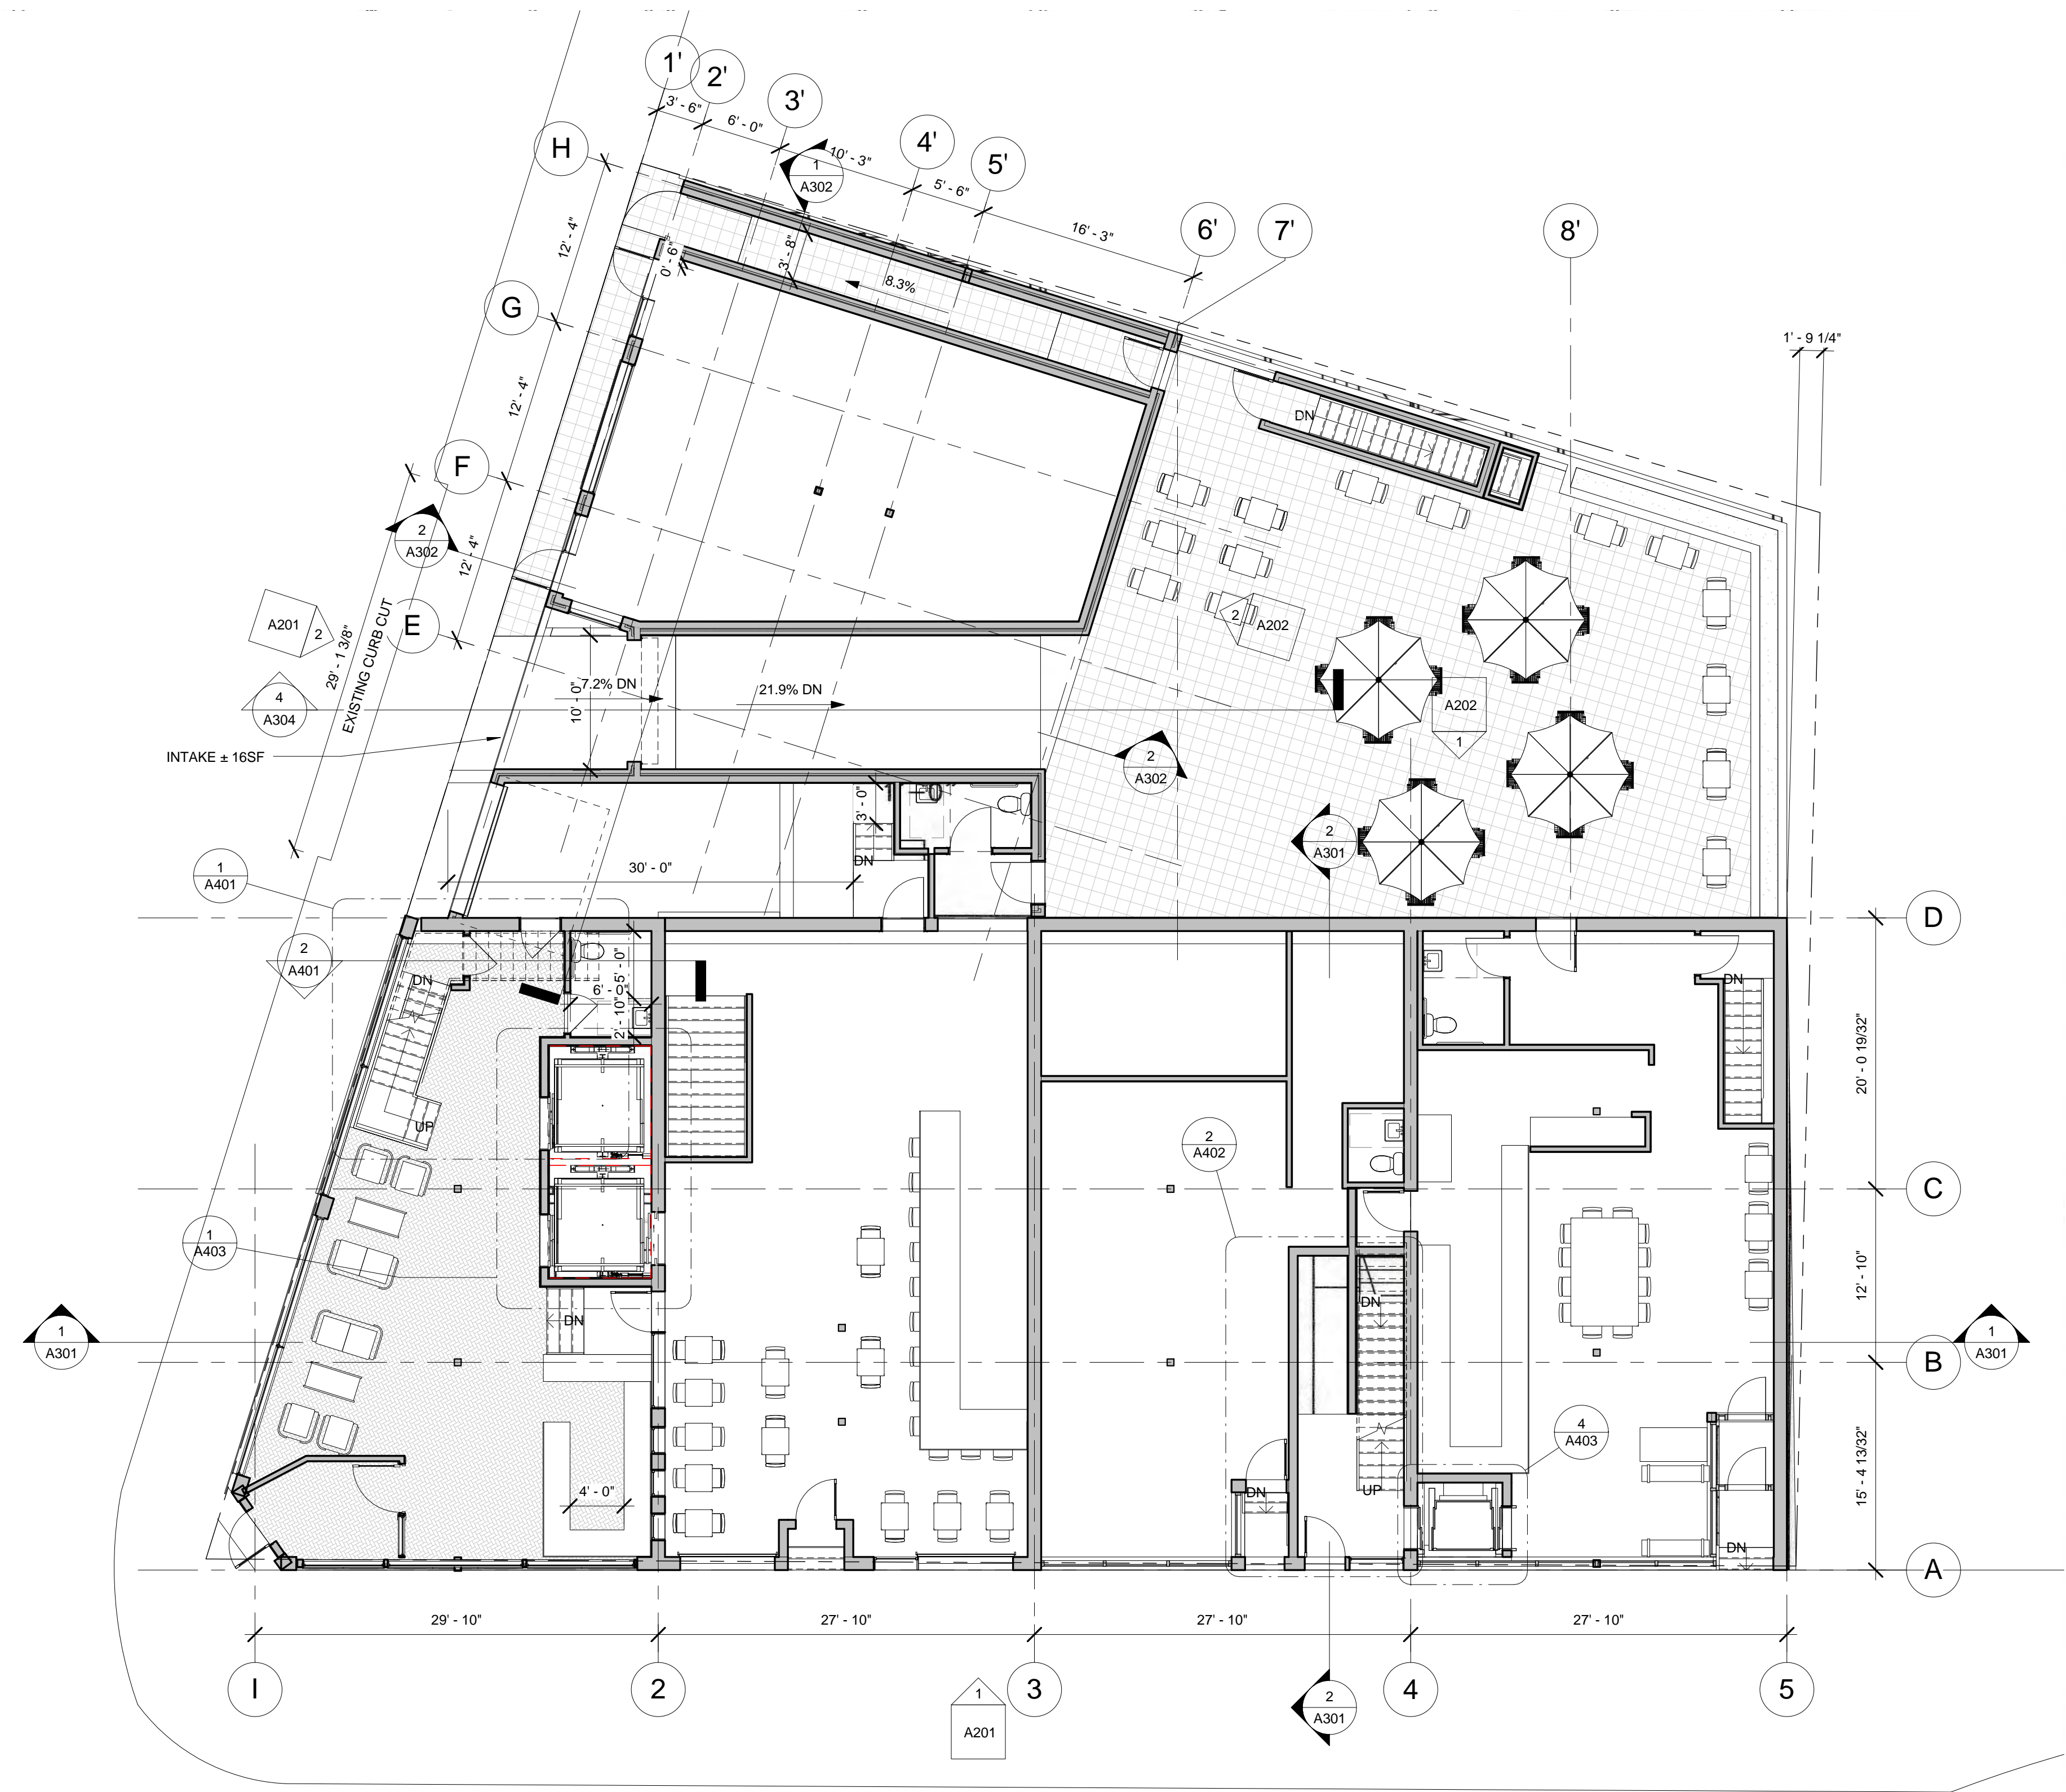 1'
2'
3'
4'
5'
6'
7'
8'
3' - 6"
6' - 0"
10' - 3"
5' - 6"
16' - 3"
1
A302
H
G
F
E
12' - 4"
12' - 4"
12' - 4"
0' - 6"
3' - 8"
8.3%
1' - 9 1/4"
DN
2
A302
A201
2
29' - 1 3/8"
EXISTING CURB CUT
4
A304
INTAKE ± 16SF
10' - 0"
7.2% DN
21.9% DN
2
A202
A202
1
2
A302
2
A301
3' - 0"
DN
30' - 0"
1
A401
2
A401
D
DN
5' - 0"
6' - 0"
2' - 10"
DN
20' - 0 19/32"
UP
2
A402
C
1
A403
12' - 10"
DN
DN
1
A301
1
A301
B
4
A403
15' - 4 13/32"
4' - 0"
DN
UP
DN
A
29' - 10"
27' - 10"
27' - 10"
27' - 10"
I
2
3
4
5
1
A201
2
A301